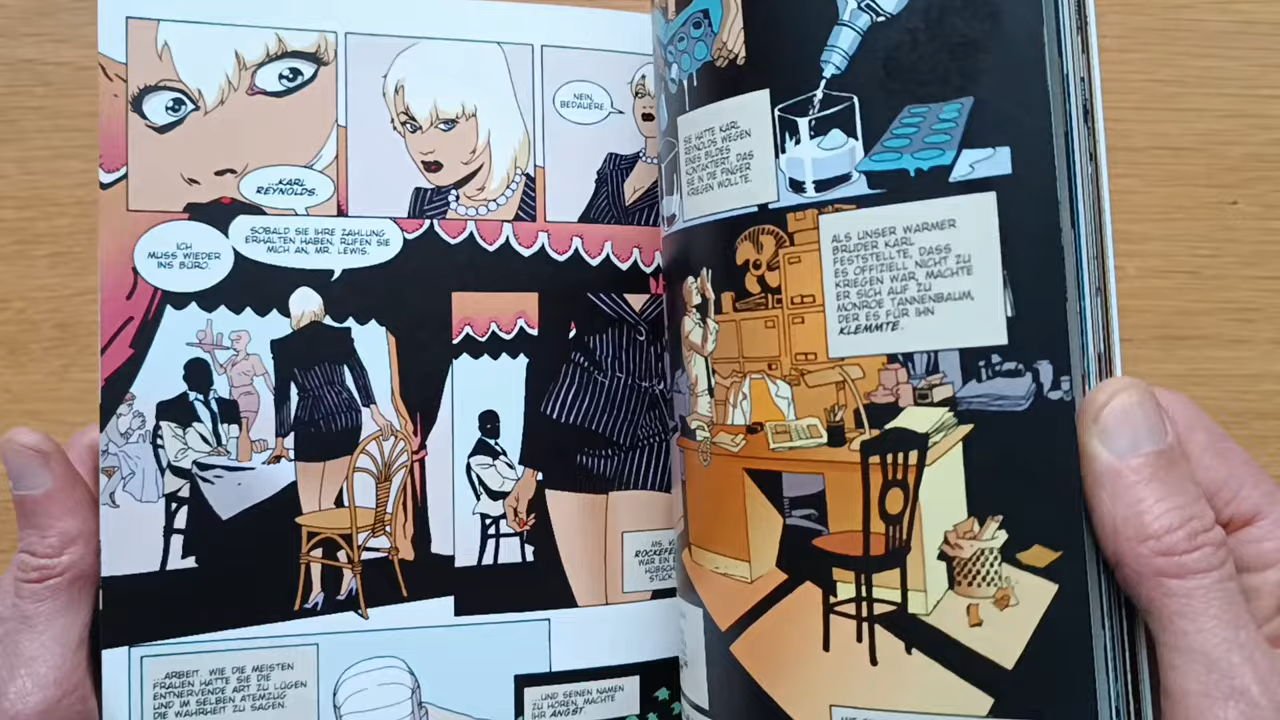 ...KARL
REYNOLDS.
NEIN,
BEDAUERE.
ICH
MUSS WIEDER
INS BÜRO.
SOBALD SIE IHRE ZAHLUNG
ERHALTEN HABEN, RUFEN SIE
MICH AN, MR. LEWIS.
MS. V
ROCKEFE
WAR EIN
HÜBSCH
STÜCK
...ARBEIT. WIE DIE MEISTEN
FRAUEN HATTE SIE DIE
ENTNERVENDE ART ZU LÜGEN
UND IM SELBEN ATEMZUG
DIE WAHRHEIT ZU SAGEN.
...UND SEINEN NAMEN
ZU HÖREN, MACHTE
IHR ANGST.
SIE HATTE KARL
REYNOLDS WEGEN
EINES BILDES
KONTAKTIERT, DAS
SIE IN DIE FINGER
KRIEGEN WOLLTE.
ALS UNSER WARMER
BRUDER KARL
FESTSTELLTE, DASS
ES OFFIZIELL NICHT ZU
KRIEGEN WAR, MACHTE
ER SICH AUF ZU
MONROE TANNENBAUM,
DER ES FÜR IHN
KLEMMTE.